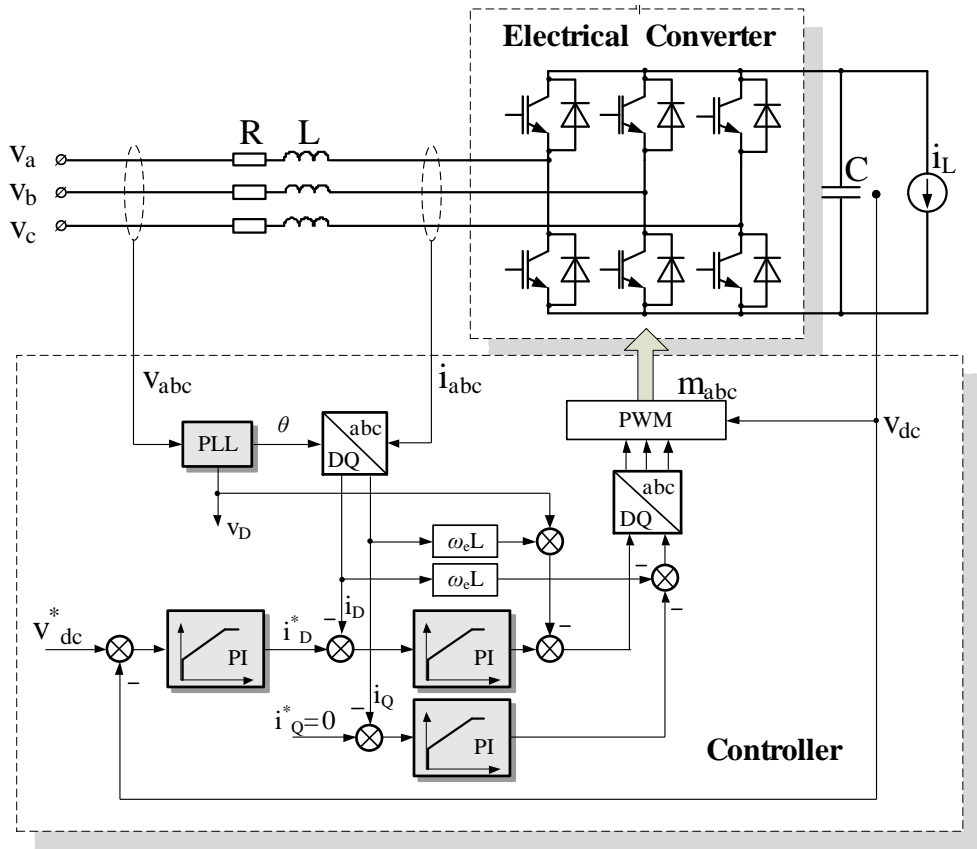 Electrical Converter
R L
v_a
v_b
v_c
C
i_L
v_abc
i_abc
m_abc
PWM
v_dc
PLL
θ
abc
DQ
abc
DQ
v_D
ω_eL
−
ω_eL
−
−
i_D
i^*_D
−
v^*_dc
PI
PI
−
−
i_Q
−
i^*_Q=0
PI
Controller